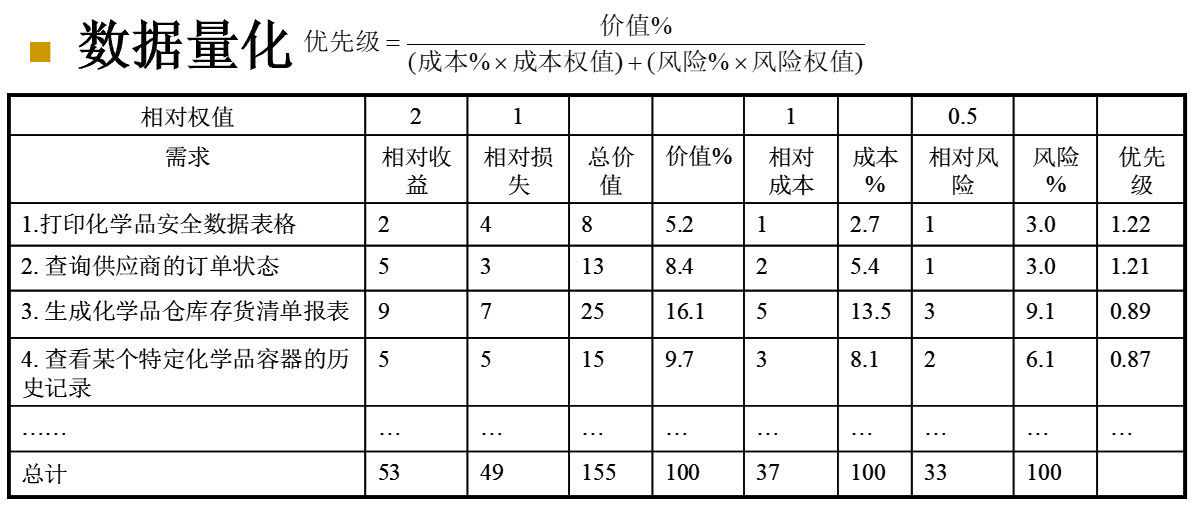 数据量化 优先级 = 价值% / (成本%×成本权值)+(风险%×风险权值)
相对权值 2 1 1 0.5
需求 相对收益 相对损失 总价值 价值% 相对成本 成本% 相对风险 风险% 优先级
1.打印化学品安全数据表格 2 4 8 5.2 1 2.7 1 3.0 1.22
2. 查询供应商的订单状态 5 3 13 8.4 2 5.4 1 3.0 1.21
3. 生成化学品仓库存货清单报表 9 7 25 16.1 5 13.5 3 9.1 0.89
4. 查看某个特定化学品容器的历史记录 5 5 15 9.7 3 8.1 2 6.1 0.87
…… … … … … … … … … …
总计 53 49 155 100 37 100 33 100